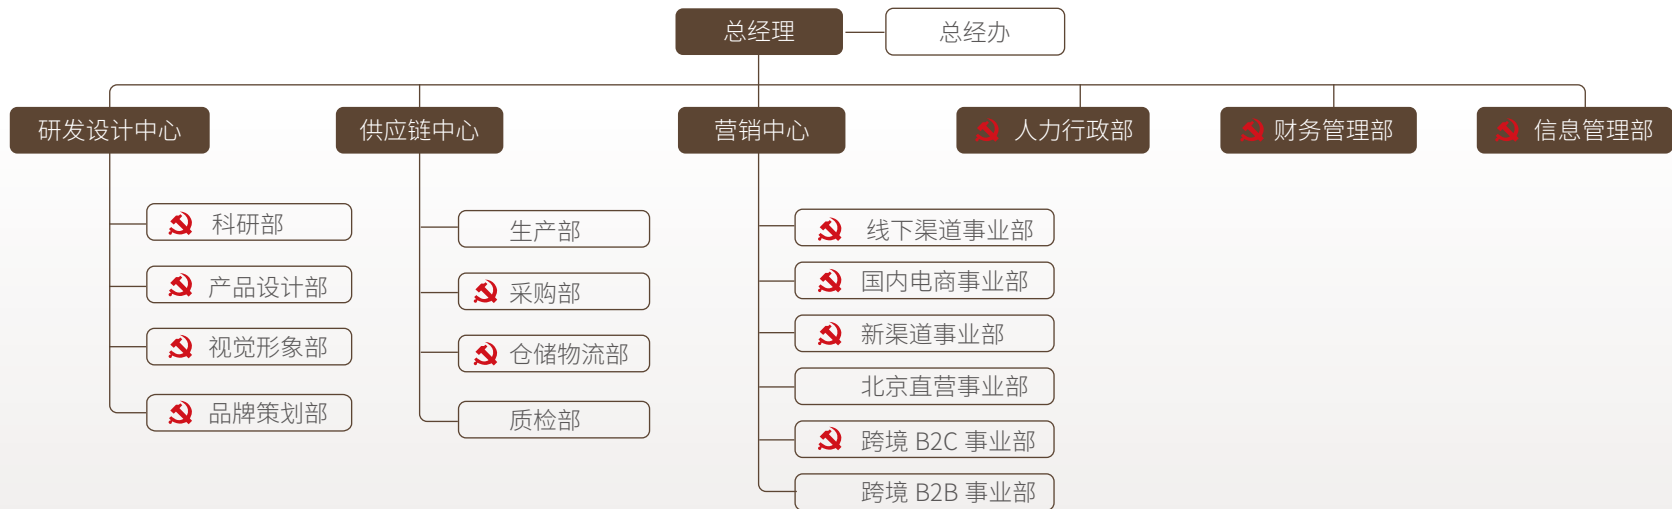 总经理
总经办
研发设计中心
供应链中心
营销中心
人力行政部
财务管理部
信息管理部
科研部
产品设计部
视觉形象部
品牌策划部
生产部
采购部
仓储物流部
质检部
线下渠道事业部
国内电商事业部
新渠道事业部
北京直营事业部
跨境 B2C 事业部
跨境 B2B 事业部